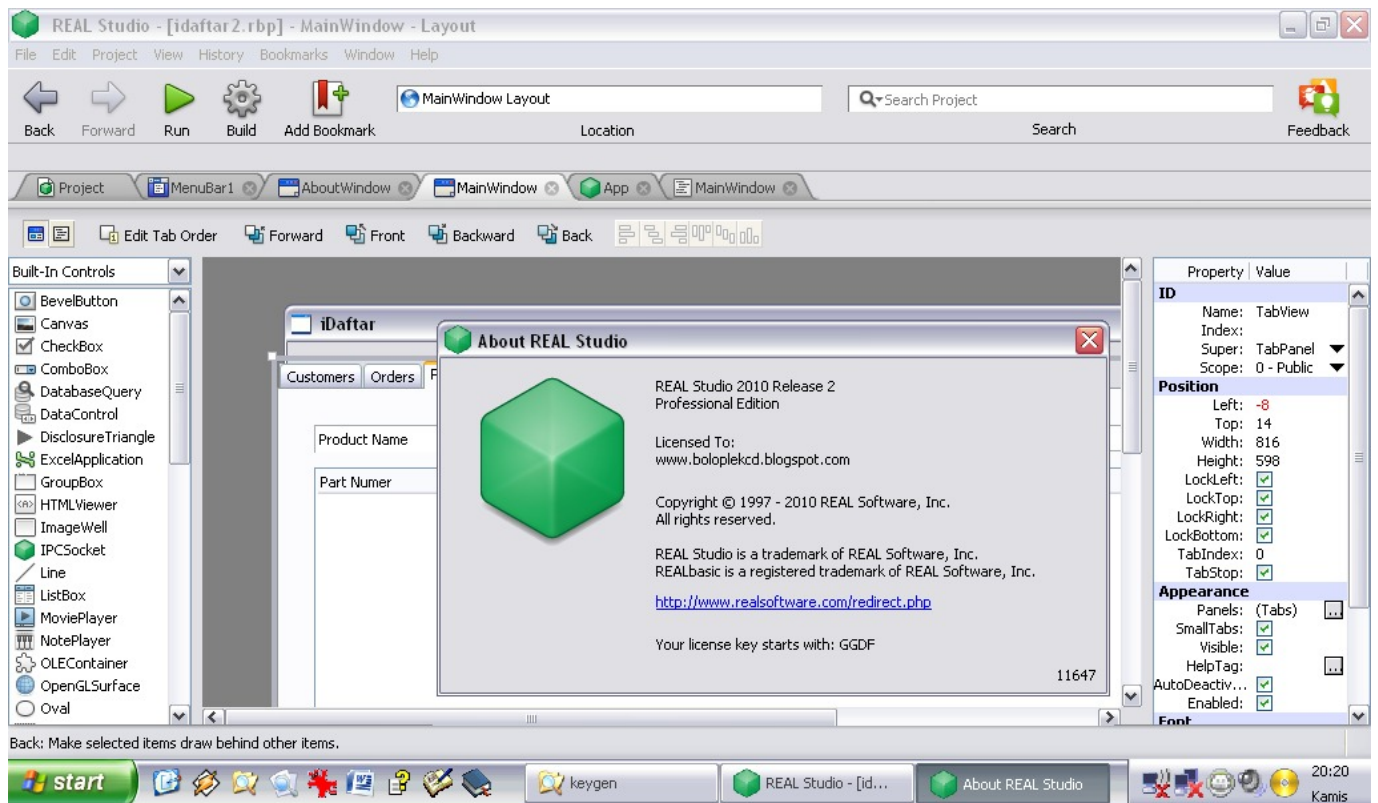 REAL Studio - [idaftar2.rbp] - MainWindow - Layout
File Edit Project View History Bookmarks Window Help
MainWindow Layout
Search Project
Back Forward Run Build Add Bookmark Location Search Feedback
Project MenuBar1 AboutWindow MainWindow App MainWindow
Edit Tab Order Forward Front Backward Back
Built-In Controls
BevelButton
Canvas
CheckBox
ComboBox
DatabaseQuery
DataControl
DisclosureTriangle
ExcelApplication
GroupBox
HTMLViewer
ImageWell
IPCSocket
Line
ListBox
MoviePlayer
NotePlayer
OLEContainer
OpenGLSurface
Oval
iDaftar
Customers Orders
Product Name
Part Numer
About REAL Studio
REAL Studio 2010 Release 2
Professional Edition
Licensed To:
www.boloplekcd.blogspot.com
Copyright © 1997 - 2010 REAL Software, Inc.
All rights reserved.
REAL Studio is a trademark of REAL Software, Inc.
REALbasic is a registered trademark of REAL Software, Inc.
http://www.realsoftware.com/redirect.php
Your license key starts with: GGDF
11647
Property Value
ID
Name: TabView
Index:
Super: TabPanel
Scope: 0 - Public
Position
Left: -8
Top: 14
Width: 816
Height: 598
LockLeft:
LockTop:
LockRight:
LockBottom:
TabIndex: 0
TabStop:
Appearance
Panels: (Tabs) ...
SmallTabs:
Visible:
HelpTag: ...
AutoDeactiv...
Enabled:
Font
Back: Make selected items draw behind other items.
start keygen REAL Studio - [id... About REAL Studio 20:20
Kamis